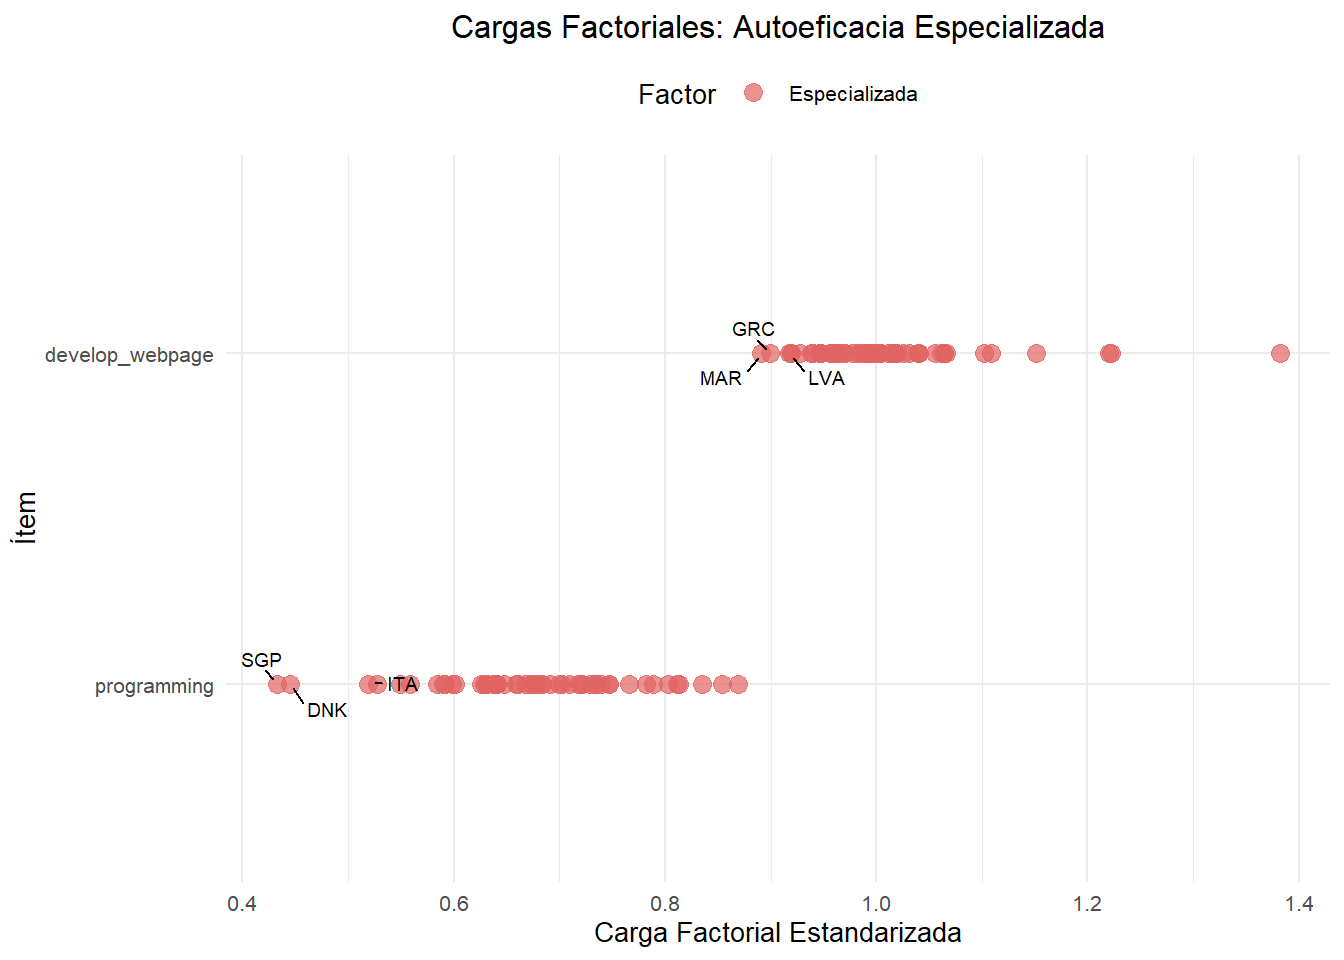 Cargas Factoriales: Autoeficacia Especializada
Factor Especializada
GRC
develop_webpage
MAR LVA
Ítem
SGP
programming ITA
DNK
0.4 0.6 0.8 1.0 1.2 1.4
Carga Factorial Estandarizada